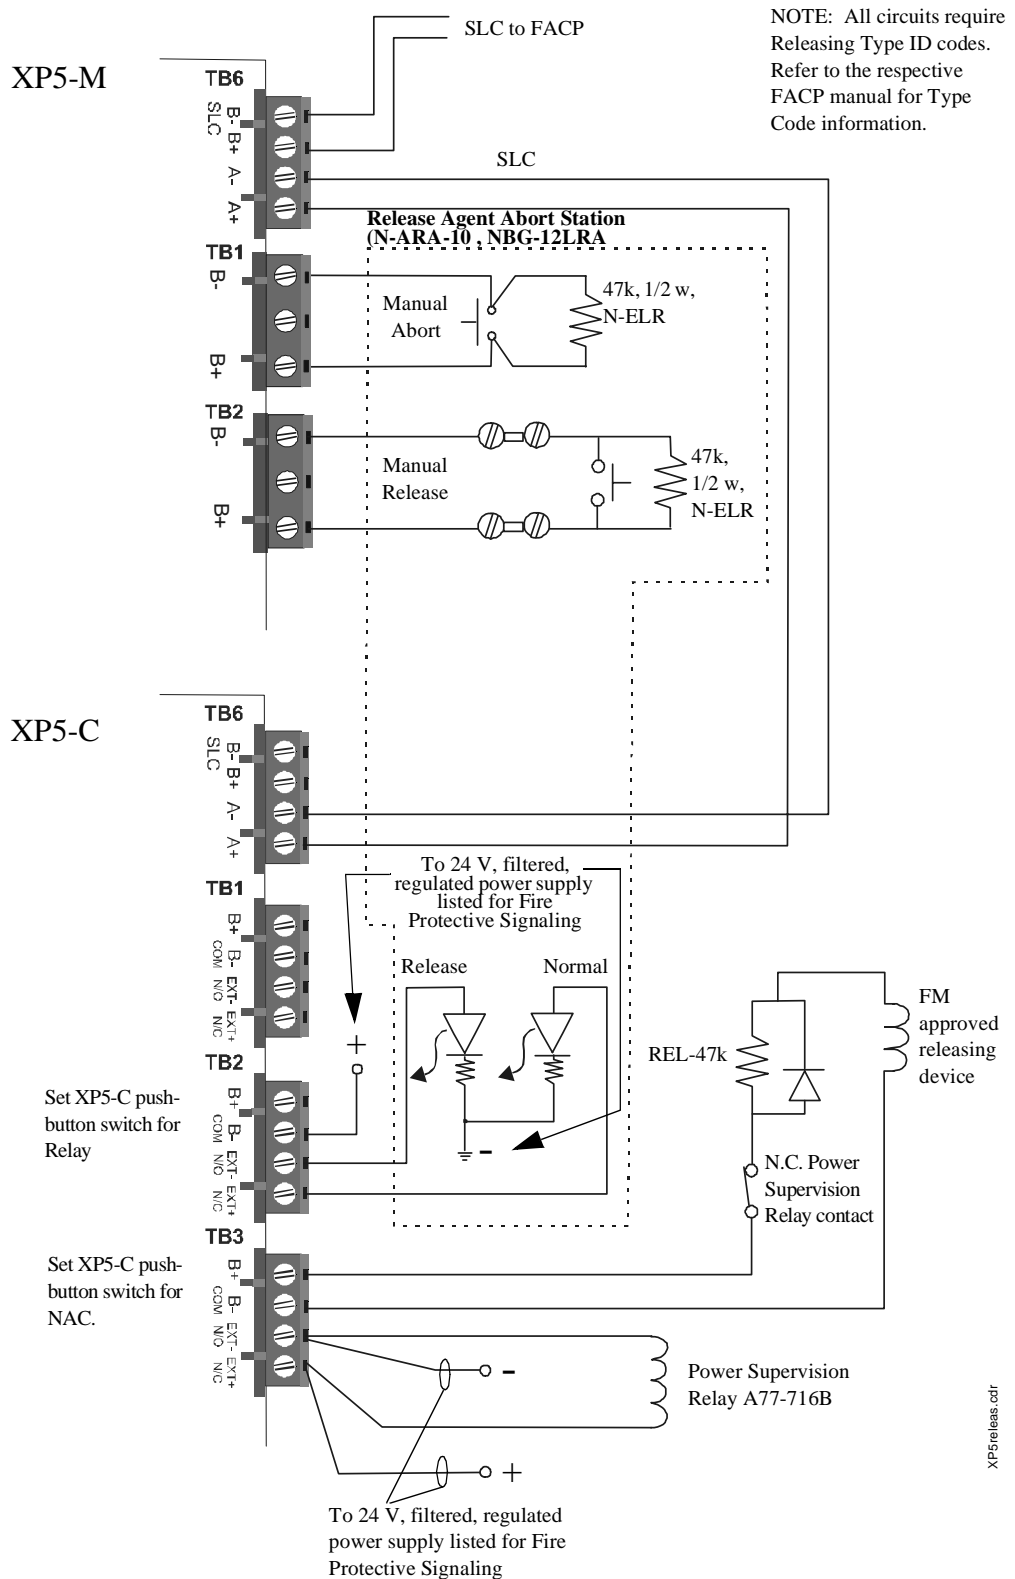 SLC to FACP
NOTE:  All circuits require
Releasing Type ID codes.
Refer to the respective
FACP manual for Type
Code information.
XP5-M
TB6
SLC
B-
B+
A-
A+
SLC
Release Agent Abort Station
(N-ARA-10 , NBG-12LRA
TB1
B-
B+
Manual
Abort
47k, 1/2 w,
N-ELR
TB2
B-
B+
Manual
Release
47k,
1/2 w,
N-ELR
XP5-C
TB6
SLC
B-
B+
A-
A+
To 24 V, filtered,
regulated power supply
listed for Fire
Protective Signaling
TB1
B+
COM B-
N/O EXT-
N/C EXT+
Release
Normal
+
-
TB2
B+
COM B-
N/O EXT-
N/C EXT+
Set XP5-C push-
button switch for
Relay
REL-47k
FM
approved
releasing
device
N.C. Power
Supervision
Relay contact
TB3
B+
COM B-
N/O EXT-
N/C EXT+
Set XP5-C push-
button switch for
NAC.
-
+
Power Supervision
Relay A77-716B
To 24 V, filtered, regulated
power supply listed for Fire
Protective Signaling
XP5releas.cdr